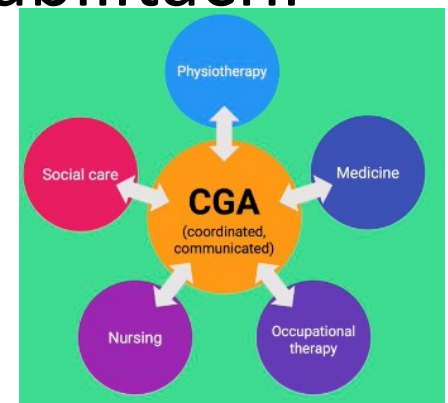 Physiotherapy
Social care
Medicine
CGA
(coordinated,
communicated)
Nursing
Occupational
therapy